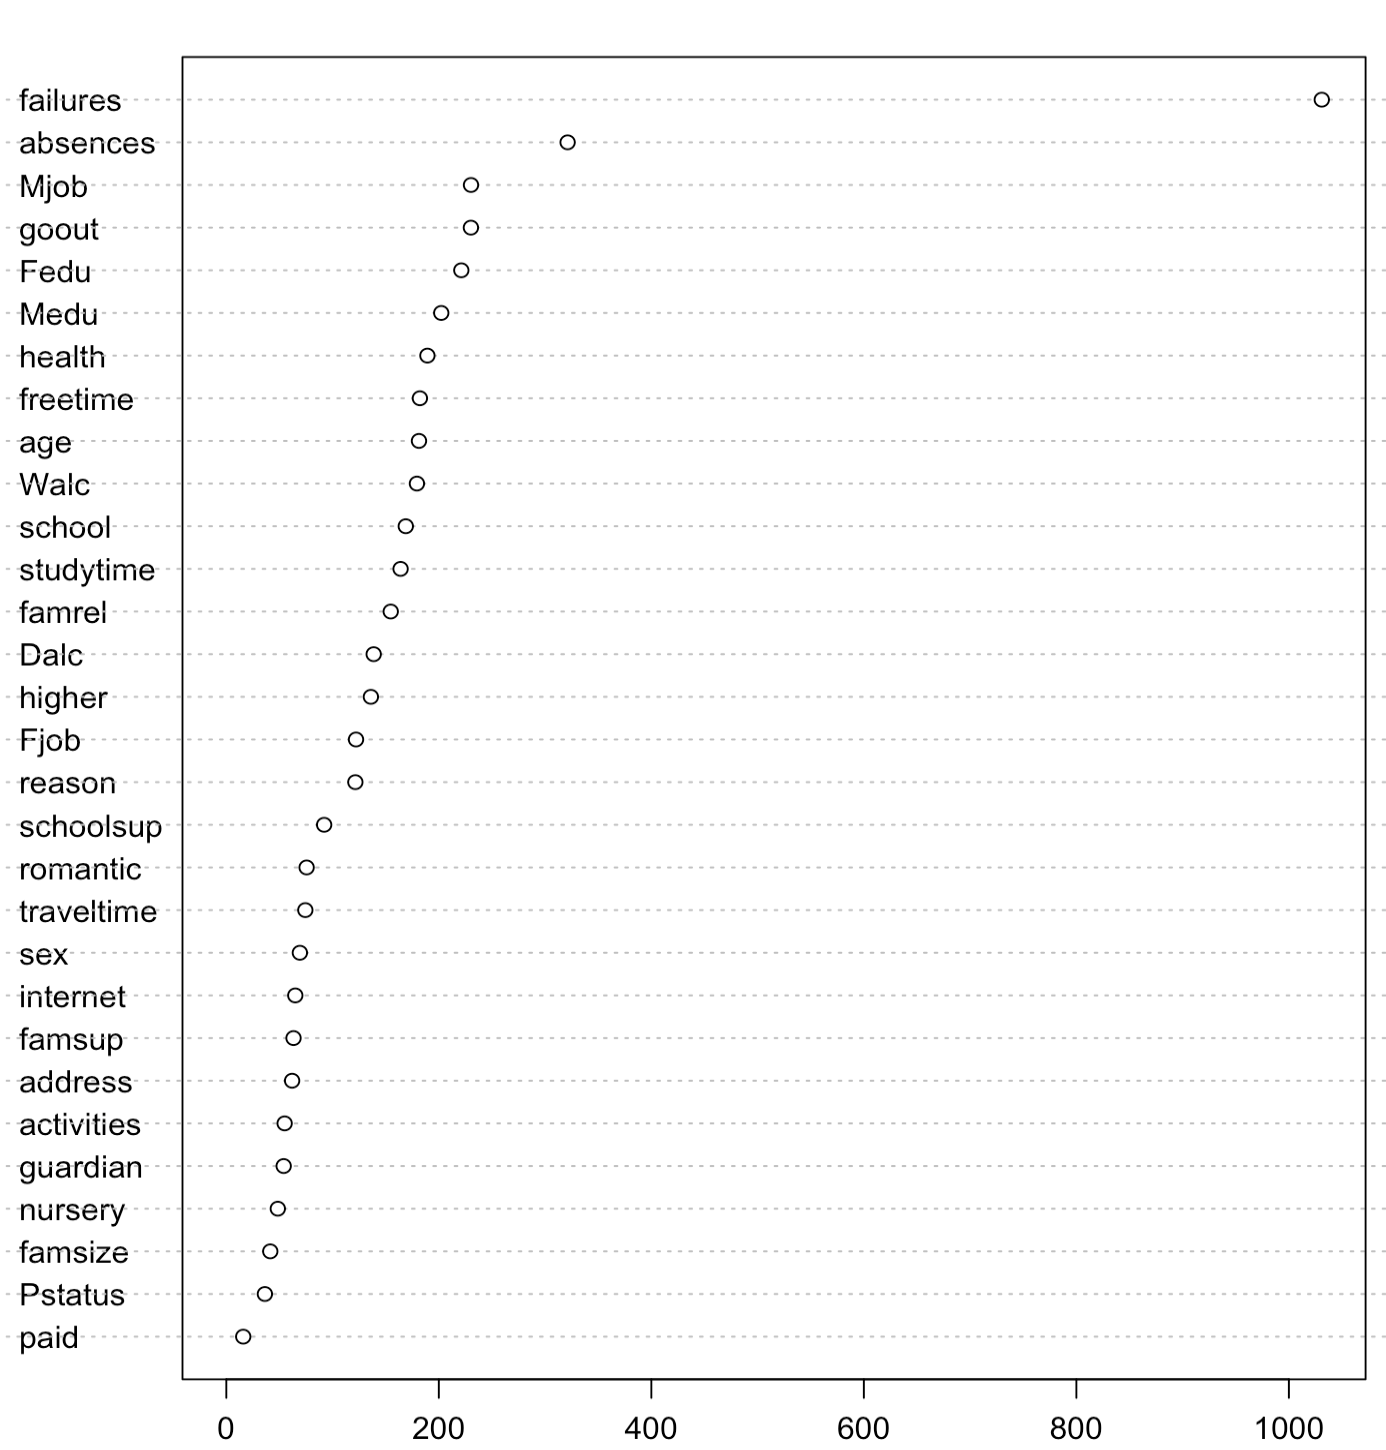 failures
absences
Mjob
goout
Fedu
Medu
health
freetime
age
Walc
school
studytime
famrel
Dalc
higher
Fjob
reason
schoolsup
romantic
traveltime
sex
internet
famsup
address
activities
guardian
nursery
famsize
Pstatus
paid
0 200 400 600 800 1000